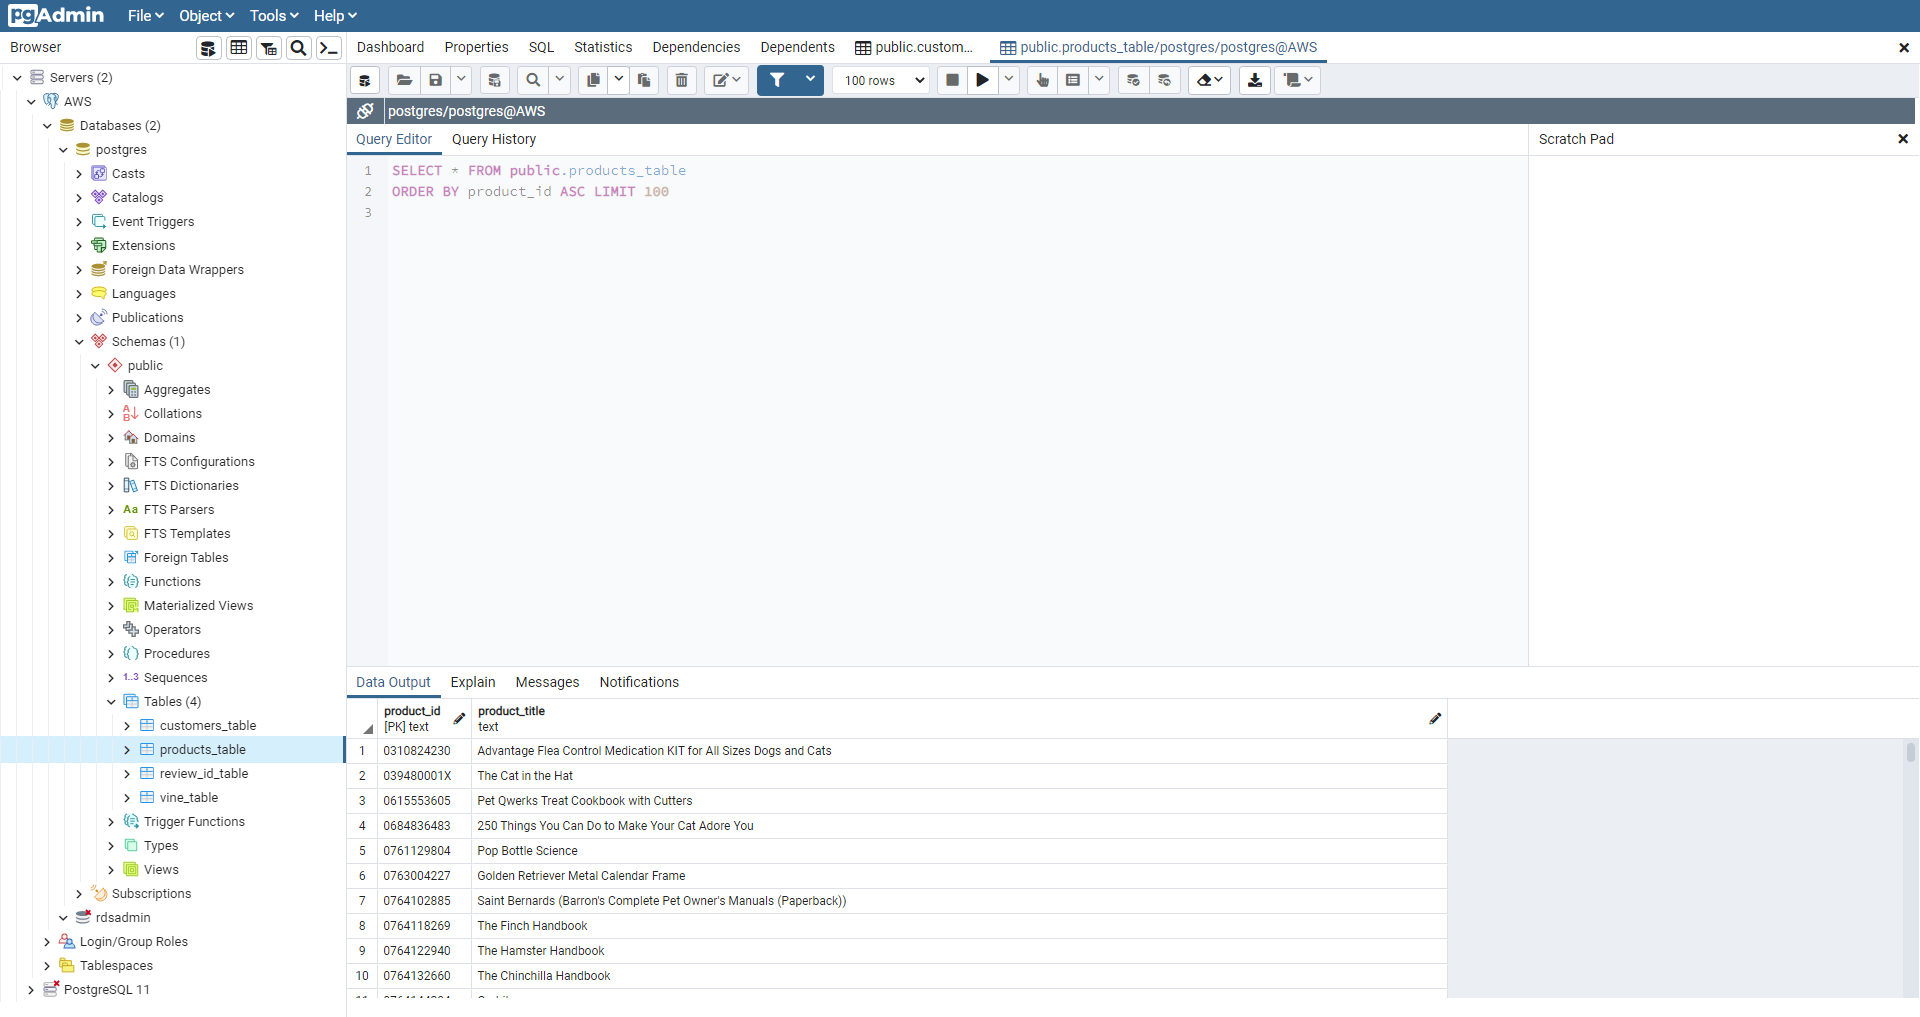 pgAdmin File Object Tools Help
Browser
Dashboard Properties SQL Statistics Dependencies Dependents public.custom... public.products_table/postgres/postgres@AWS
100 rows
postgres/postgres@AWS
Query Editor Query History
Scratch Pad
1 SELECT * FROM public.products_table
2 ORDER BY product_id ASC LIMIT 100
3
Servers (2)
AWS
Databases (2)
postgres
Casts
Catalogs
Event Triggers
Extensions
Foreign Data Wrappers
Languages
Publications
Schemas (1)
public
Aggregates
Collations
Domains
FTS Configurations
FTS Dictionaries
Aa FTS Parsers
FTS Templates
Foreign Tables
Functions
Materialized Views
Operators
Procedures
1..3 Sequences
Tables (4)
customers_table
products_table
review_id_table
vine_table
Trigger Functions
Types
Views
Subscriptions
rdsadmin
Login/Group Roles
Tablespaces
PostgreSQL 11
Data Output Explain Messages Notifications
product_id product_title
[PK] text text
1 0310824230 Advantage Flea Control Medication KIT for All Sizes Dogs and Cats
2 039480001X The Cat in the Hat
3 0615553605 Pet Qwerks Treat Cookbook with Cutters
4 0684836483 250 Things You Can Do to Make Your Cat Adore You
5 0761129804 Pop Bottle Science
6 0763004227 Golden Retriever Metal Calendar Frame
7 0764102885 Saint Bernards (Barron's Complete Pet Owner's Manuals (Paperback))
8 0764118269 The Finch Handbook
9 0764122940 The Hamster Handbook
10 0764132660 The Chinchilla Handbook